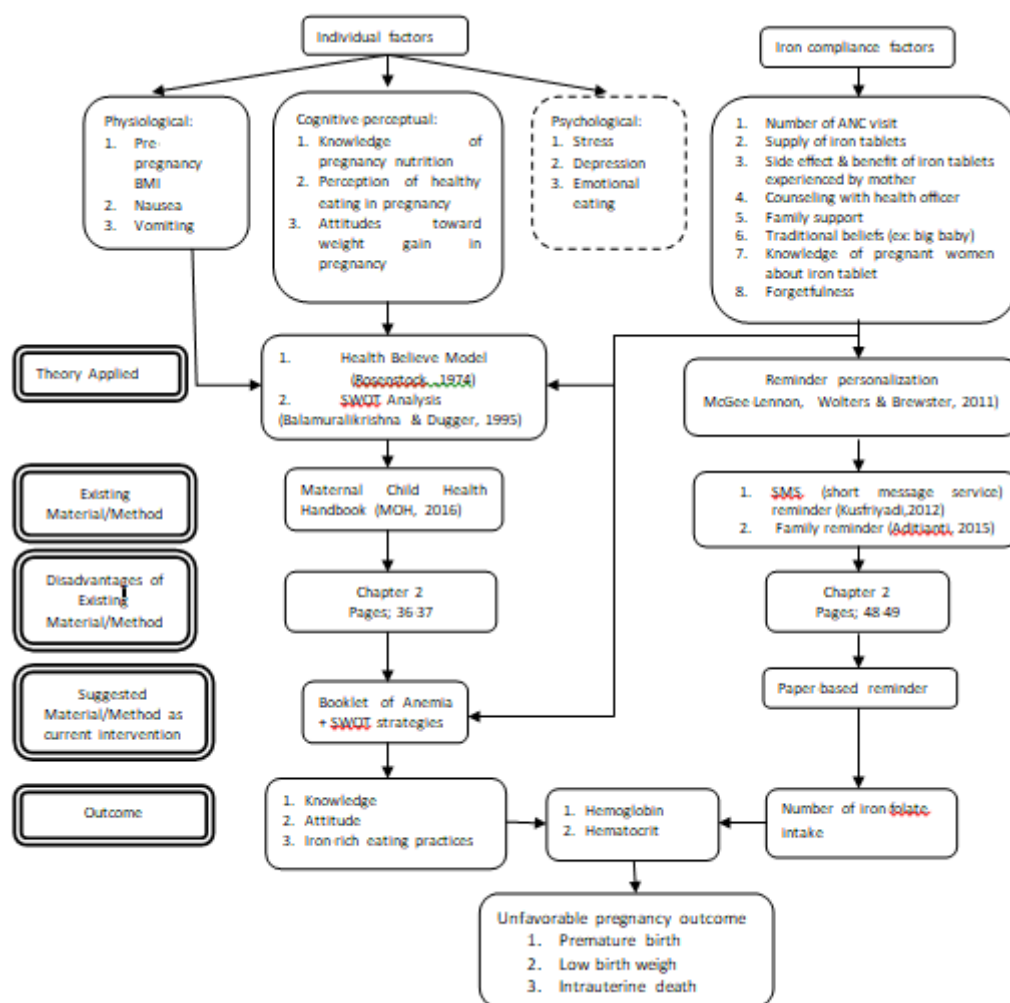 Individual factors
Iron compliance factors
Physiological:
1. Pre-
pregnancy
BMI
2. Nausea
3. Vomiting
Cognitive-perceptual:
1. Knowledge of
pregnancy nutrition
2. Perception of healthy
eating in pregnancy
3. Attitudes toward
weight gain in
pregnancy
Psychological:
1. Stress
2. Depression
3. Emotional
eating
1. Number of ANC visit
2. Supply of iron tablets
3. Side effect & benefit of iron tablets
experienced by mother
4. Counseling with health officer
5. Family support
6. Traditional beliefs (ex: big baby)
7. Knowledge of pregnant women
about iron tablet
8. Forgetfulness
Theory Applied
1. Health Believe Model
(Rosenstock, 1974)
2. SWOT Analysis
(Balamuralikrishna & Dugger, 1995)
Reminder personalization
McGee-Lennon, Wolters & Brewster, 2011)
Existing
Material/Method
Maternal Child Health
Handbook (MOH, 2016)
1. SMS (short message service)
reminder (Kusfriyadi,2012)
2. Family reminder (Aditianti, 2015)
Disadvantages of
Existing
Material/Method
Chapter 2
Pages; 36-37
Chapter 2
Pages; 48-49
Suggested
Material/Method as
current intervention
Booklet of Anemia
+ SWOT strategies
Paper-based reminder
Outcome
1. Knowledge
2. Attitude
3. Iron-rich eating practices
1. Hemoglobin
2. Hematocrit
Number of iron-folate
intake
Unfavorable pregnancy outcome
1. Premature birth
2. Low birth weigh
3. Intrauterine death